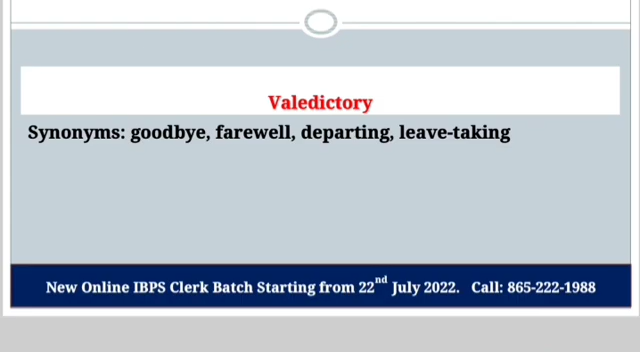 Valedictory
Synonyms: goodbye, farewell, departing, leave-taking
New Online IBPS Clerk Batch Starting from 22nd July 2022. Call: 865-222-1988